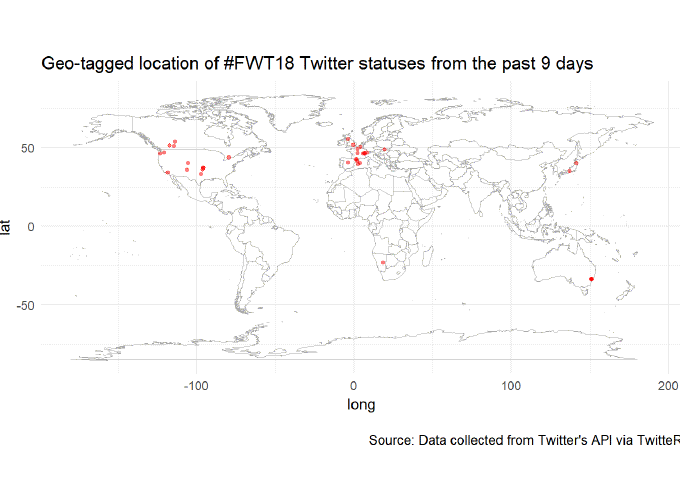 Geo-tagged location of #FWT18 Twitter statuses from the past 9 days
50
0
-50
lat
-100
0
100
200
long
Source: Data collected from Twitter's API via TwitteR